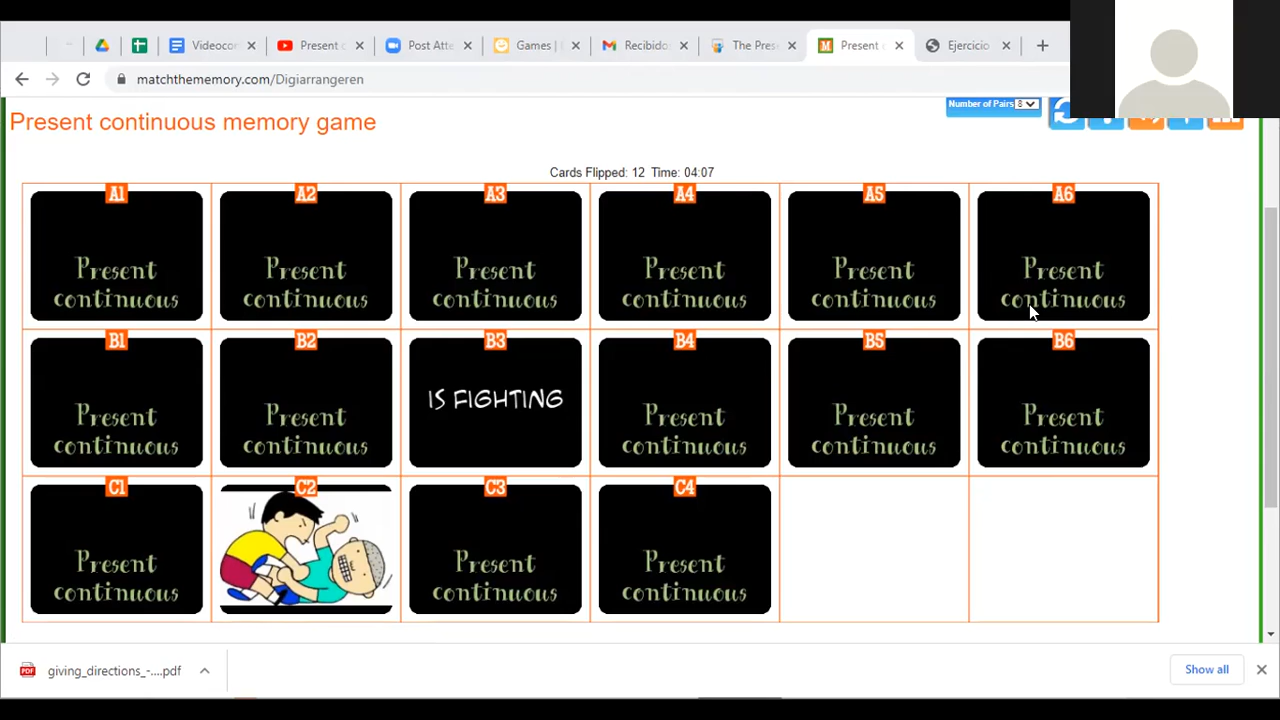 Videocor
Present c
Post Atte
Games | (
Recibido:
The Pres
Present c
Ejercicio
matchthememory.com/Digiarrangeren
Present continuous memory game
Number of Pairs 8
Cards Flipped: 12 Time: 04:07
A1 A2 A3 A4 A5 A6
Present Present Present Present Present Present
continuous continuous continuous continuous continuous continuous
B1 B2 B3 B4 B5 B6
Present Present IS FIGHTING Present Present Present
continuous continuous continuous continuous continuous
C1 C2 C3 C4
Present Present Present
continuous continuous continuous
giving_directions_-....pdf
Show all